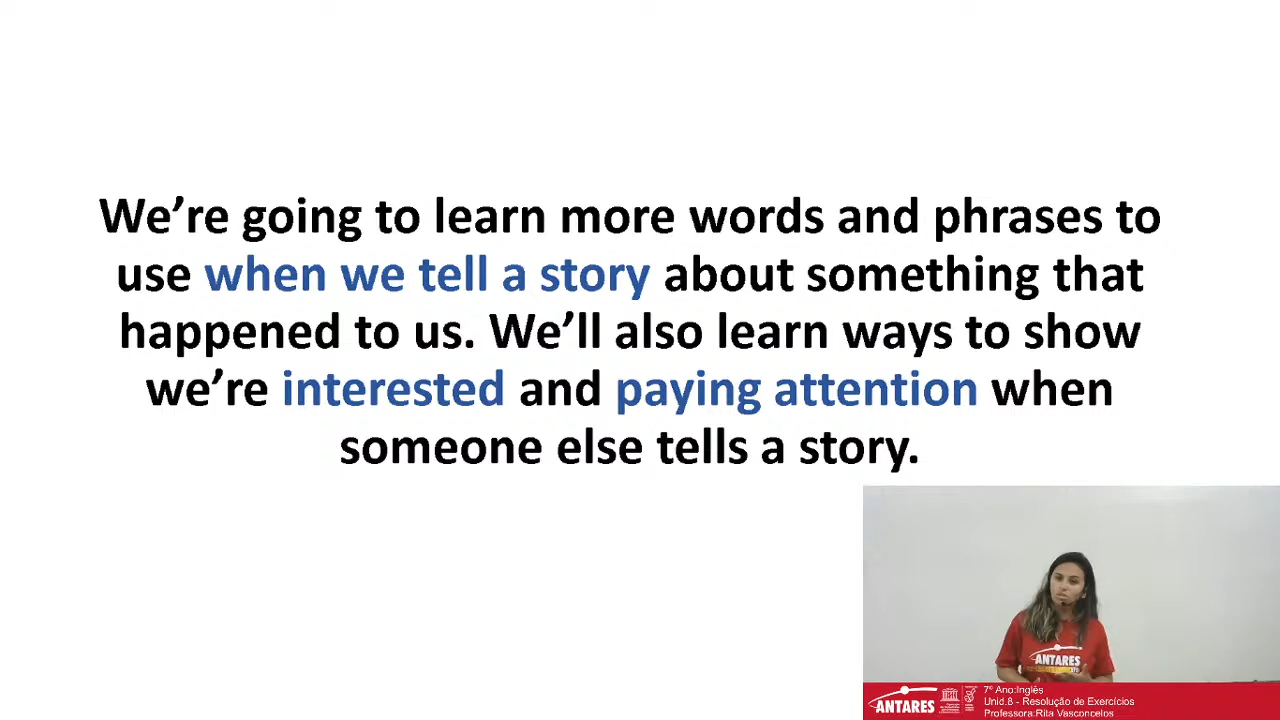 We’re going to learn more words and phrases to
use when we tell a story about something that
happened to us. We’ll also learn ways to show
we’re interested and paying attention when
someone else tells a story.
ANTARES
ANTARES
7º Ano:Inglês
Unid.8 - Resolução de Exercícios
Professora:Rita Vasconcelos